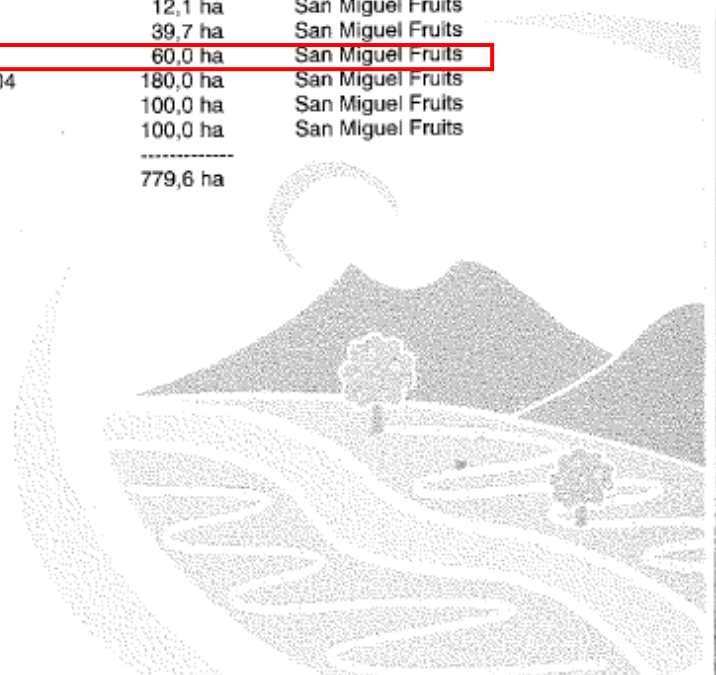 12,1 ha San Miguel Fruits
39,7 ha San Miguel Fruits
60,0 ha San Miguel Fruits
04 180,0 ha San Miguel Fruits
100,0 ha San Miguel Fruits
100,0 ha San Miguel Fruits
-------------
779,6 ha